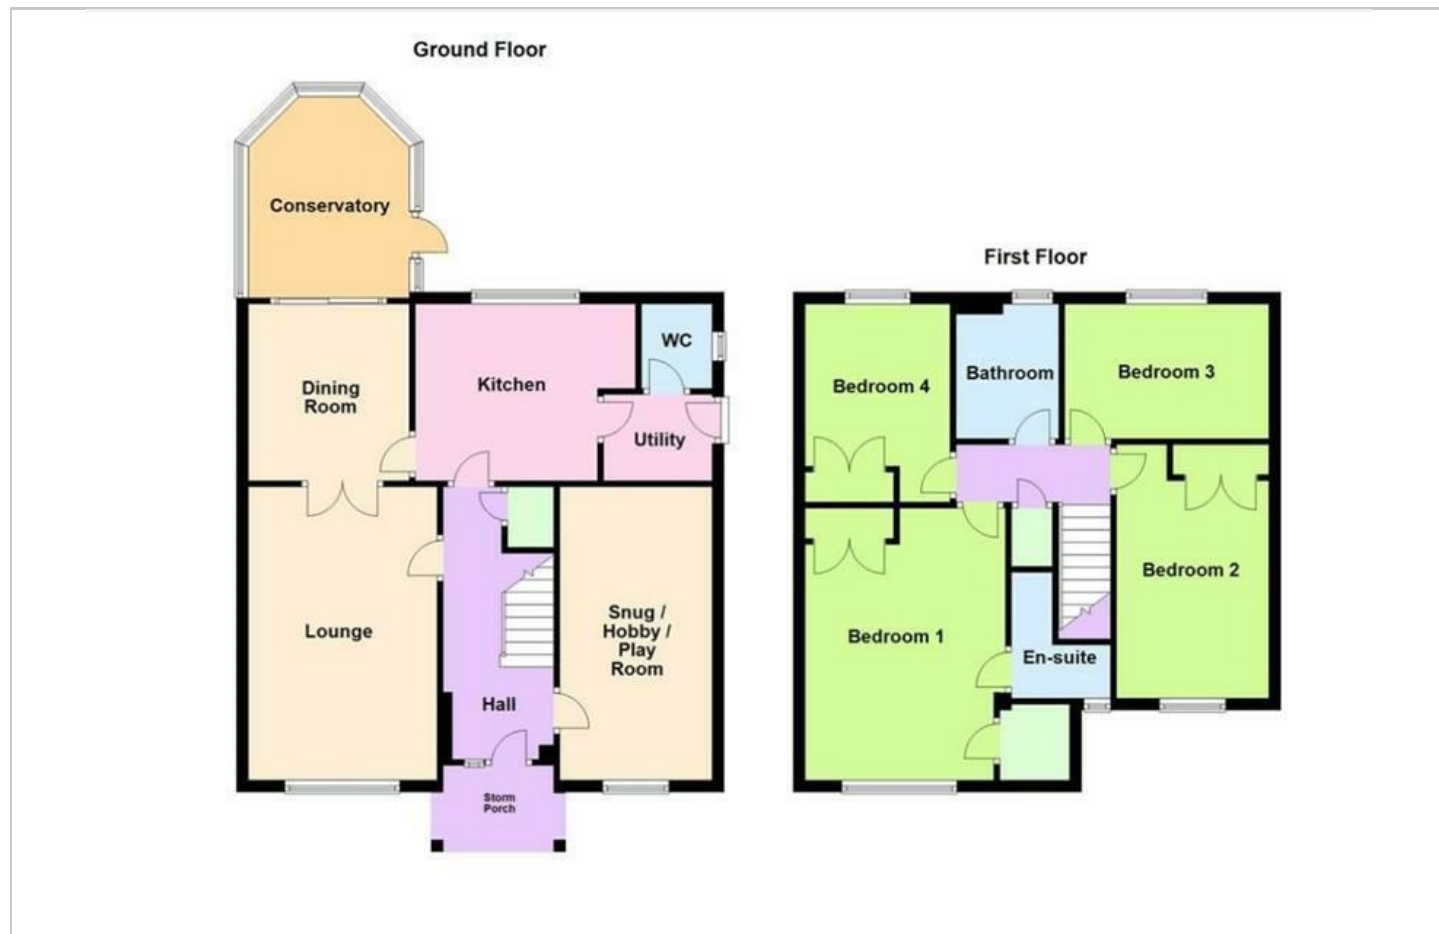 Ground Floor
Conservatory
Dining
Room
Kitchen
WC
Utility
Lounge
Hall
Snug /
Hobby /
Play
Room
Storm
Porch
First Floor
Bedroom 4
Bathroom
Bedroom 3
Bedroom 1
Bedroom 2
En-suite